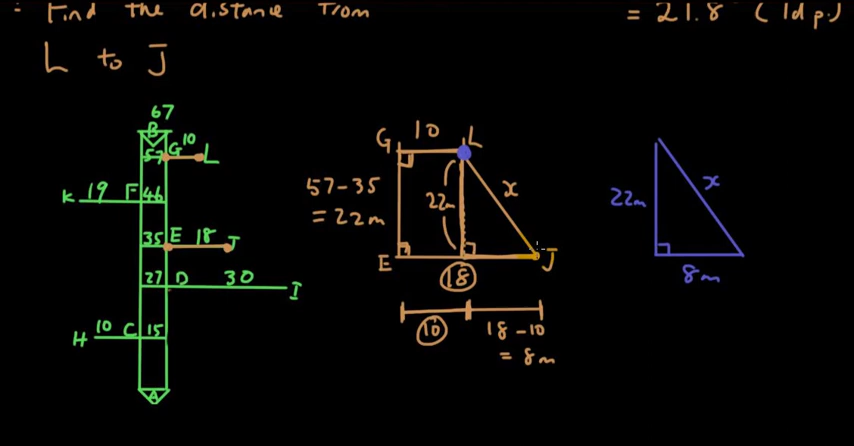 : Find the distance from
= 21.8 (1dp.)
L to J
67
B
57 G 10 L
K 19 F 46
35 E 18 J
27 D 30 I
H 10 C 15
A
G 10 L
57-35
= 22m
22m
x
E
18
J
10
18-10
= 8m
22m
x
8m